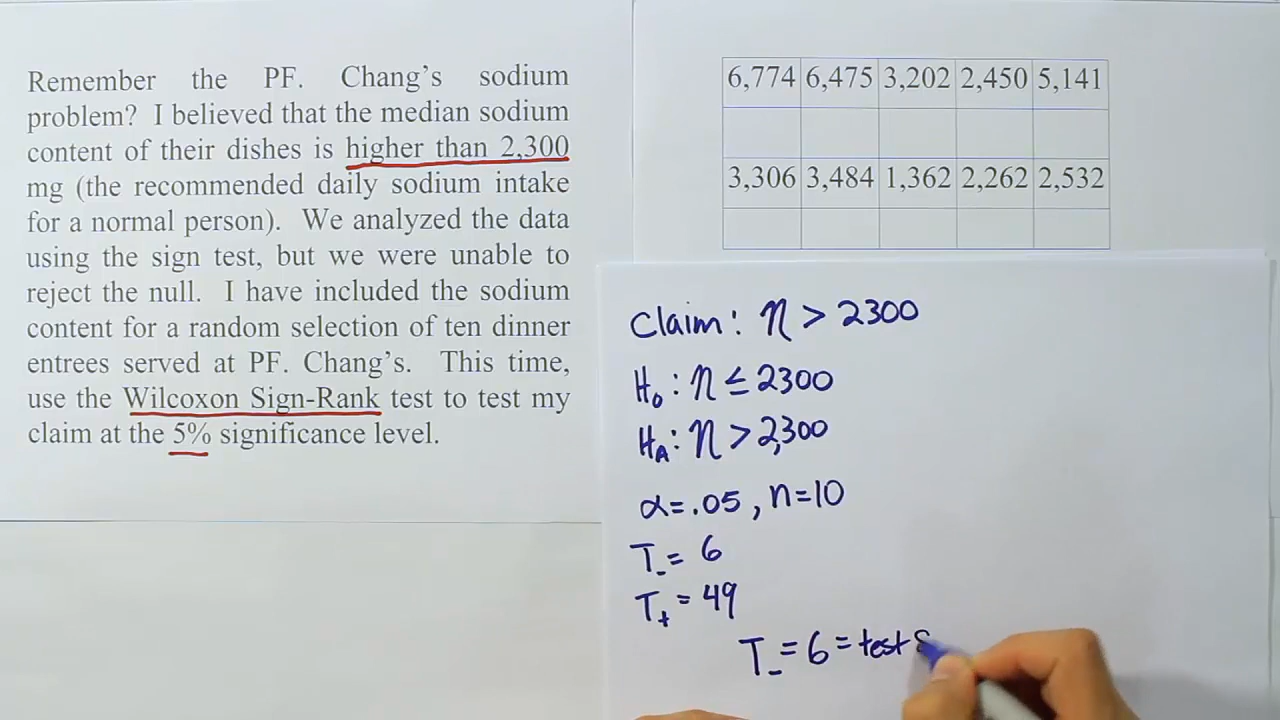 Remember the PF. Chang's sodium
problem? I believed that the median sodium
content of their dishes is higher than 2,300
mg (the recommended daily sodium intake
for a normal person). We analyzed the data
using the sign test, but we were unable to
reject the null. I have included the sodium
content for a random selection of ten dinner
entrees served at PF. Chang's. This time,
use the Wilcoxon Sign-Rank test to test my
claim at the 5% significance level.
6,774 6,475 3,202 2,450 5,141
3,306 3,484 1,362 2,262 2,532
Claim: η > 2300
H₀: η ≤ 2300
H_A: η > 2,300
α = .05, n = 10
T₋ = 6
T₊ = 49
T₋ = 6 = test S